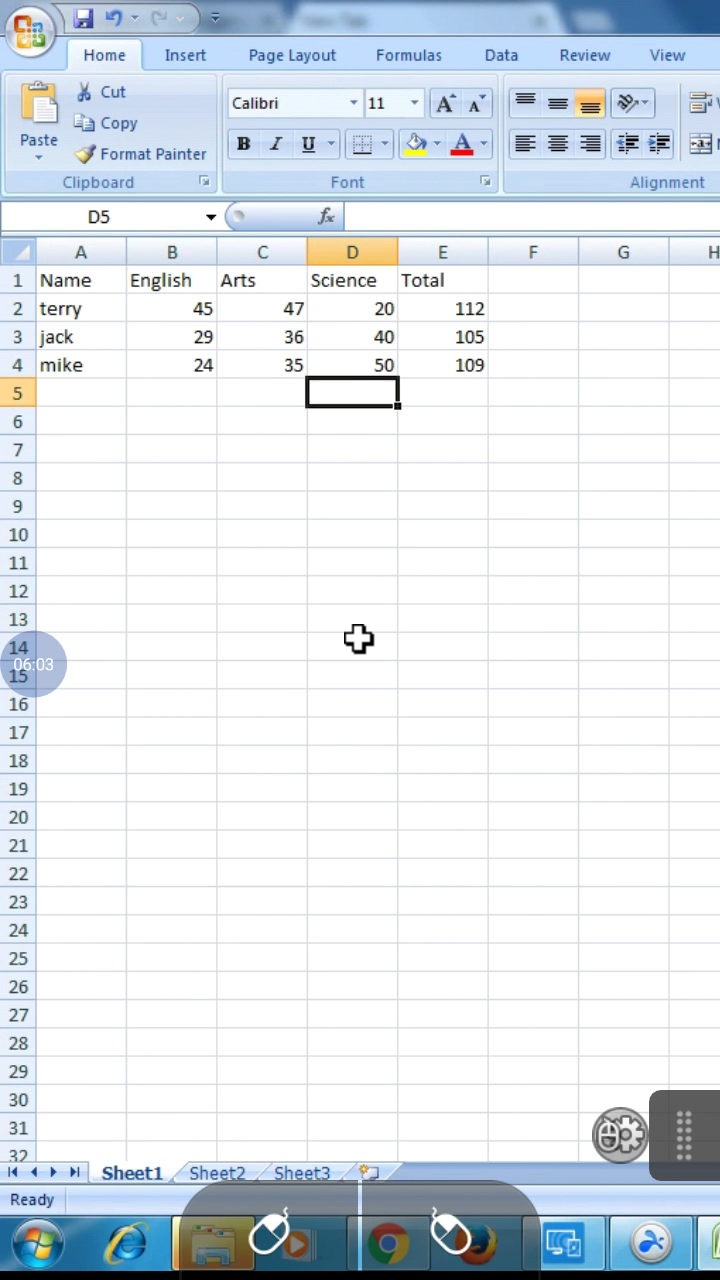 Home Insert Page Layout Formulas Data Review View
Paste
Cut
Copy
Format Painter
Calibri 11 A A
B I U A
Clipboard Font Alignment
D5 fx
A B C D E F G H
1 Name English Arts Science Total
2 terry 45 47 20 112
3 jack 29 36 40 105
4 mike 24 35 50 109
5
6
7
8
9
10
11
12
13
14
06:03
15
16
17
18
19
20
21
22
23
24
25
26
27
28
29
30
31
32
Sheet1 Sheet2 Sheet3
Ready